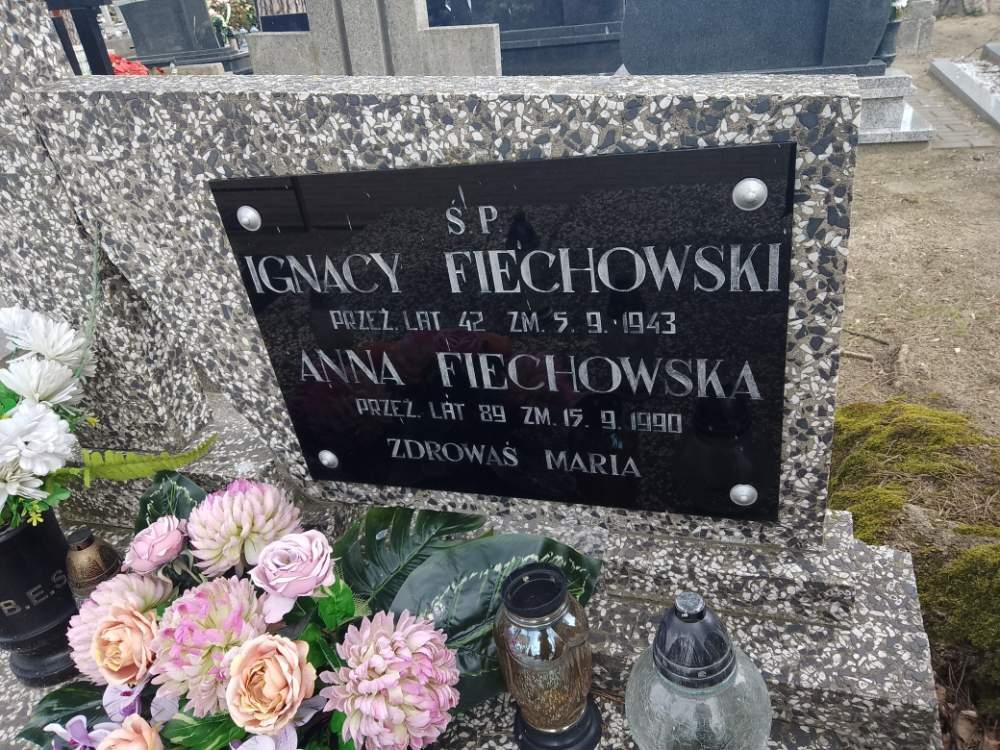 Ś P
IGNACY FIECHOWSKI
PRZEŻ. LAT 42 ZM. 5. 9. 1943
ANNA FIECHOWSKA
PRZEŻ. LAT 89 ZM. 15. 9. 1990
ZDROWAŚ MARIA
B.E.S